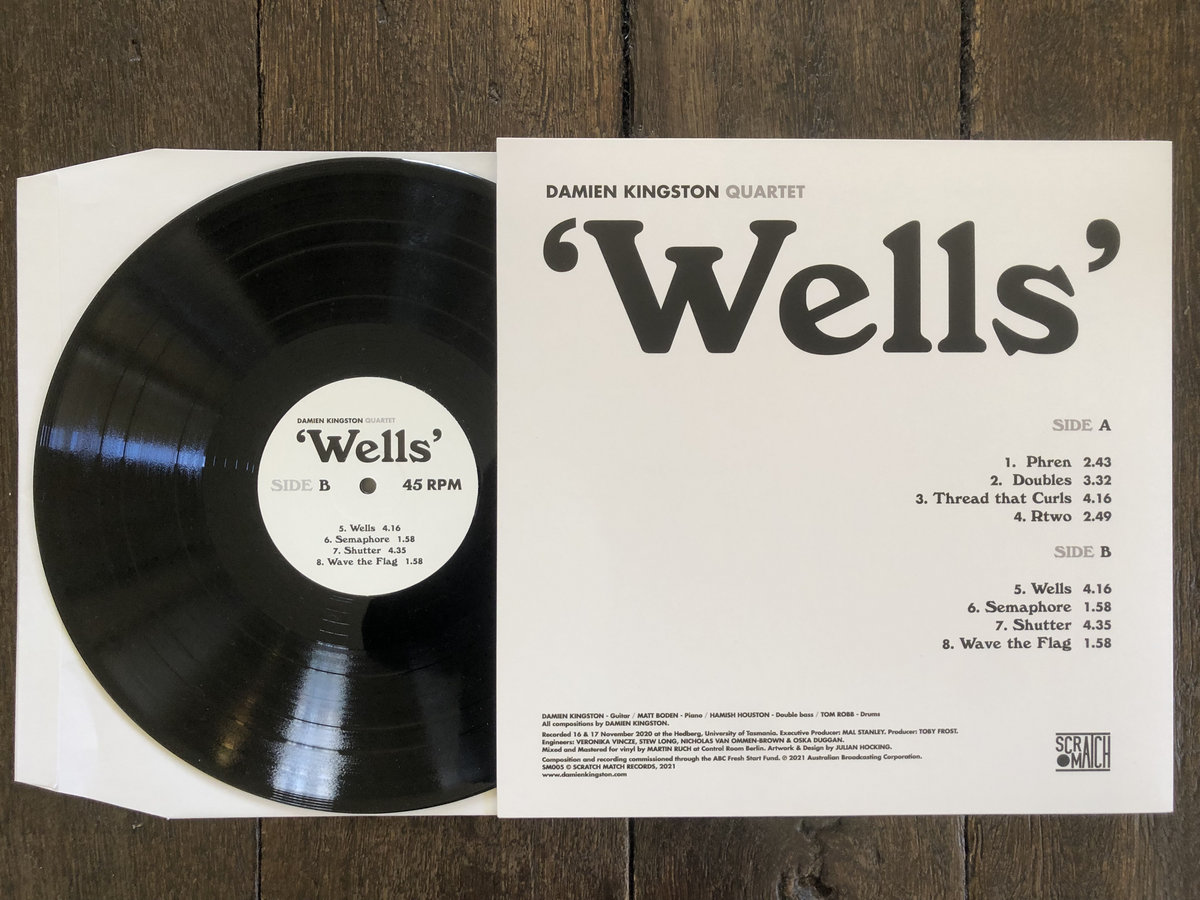 DAMIEN KINGSTON QUARTET
‘Wells’
SIDE B
45 RPM
5. Wells 4.16
6. Semaphore 1.58
7. Shutter 4.35
8. Wave the Flag 1.58
DAMIEN KINGSTON QUARTET
‘Wells’
SIDE A
1. Phren 2.43
2. Doubles 3.32
3. Thread that Curls 4.16
4. Rtwo 2.49
SIDE B
5. Wells 4.16
6. Semaphore 1.58
7. Shutter 4.35
8. Wave the Flag 1.58
DAMIEN KINGSTON - Guitar / MATT BODEN - Piano / HAMISH HOUSTON - Double bass / TOM ROBB - Drums
All compositions by DAMIEN KINGSTON.
Recorded 16 & 17 November 2020 at the Hedberg, University of Tasmania. Executive Producer: MAL STANLEY. Producer: TOBY FROST.
Engineers: VERONIKA VINCZE, STEW LONG, NICHOLAS VAN OMMEN-BROWN & OSKA DUGGAN.
Mixed and Mastered for vinyl by MARTIN RUCH at Control Room Berlin. Artwork & Design by JULIAN HOCKING.
Composition and recording commissioned through the ABC Fresh Start Fund. ℗ 2021 Australian Broadcasting Corporation.
SM005 © SCRATCH MATCH RECORDS, 2021
www.damienkingston.com
SCRATCH
MATCH